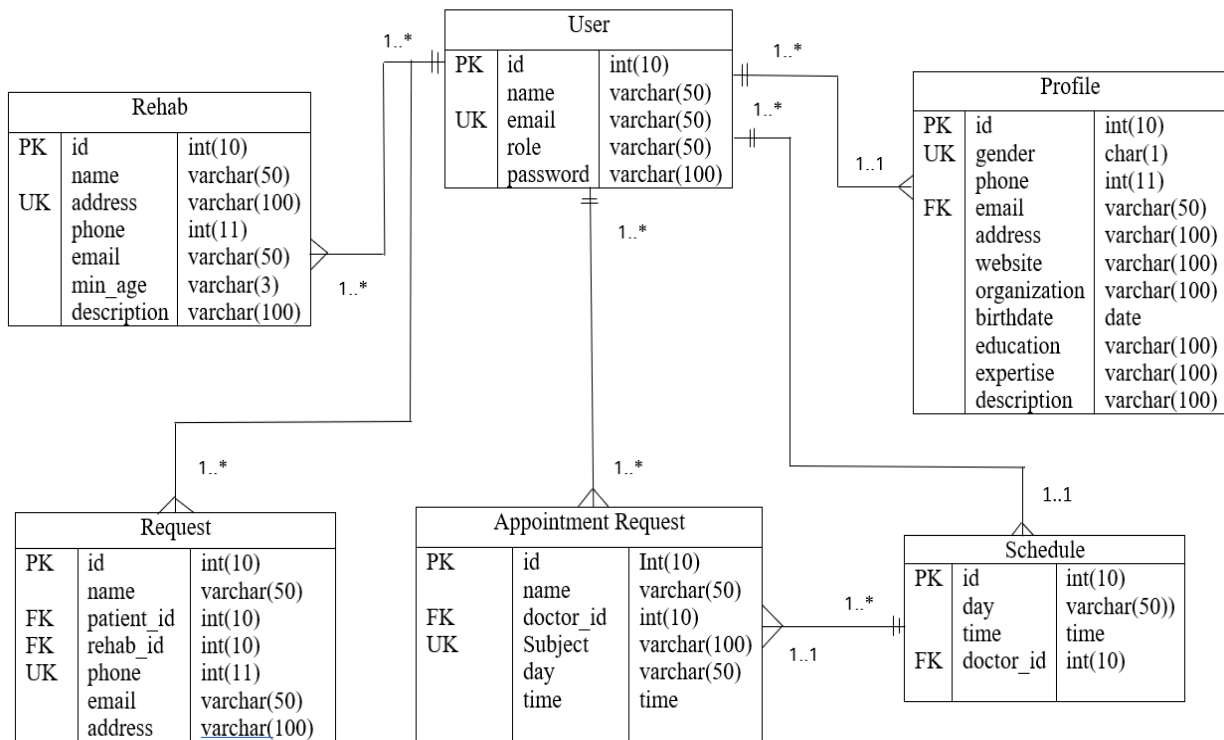 User
PK id int(10)
name varchar(50)
UK email varchar(50)
role varchar(50)
password varchar(100)
1..*
1..*
1..*
1..*
Rehab
PK id int(10)
name varchar(50)
UK address varchar(100)
phone int(11)
email varchar(50)
min_age varchar(3)
description varchar(100)
1..*
Profile
PK id int(10)
UK gender char(1)
phone int(11)
FK email varchar(50)
address varchar(100)
website varchar(100)
organization varchar(100)
birthdate date
education varchar(100)
expertise varchar(100)
description varchar(100)
1..1
1..*
1..*
1..1
Request
PK id int(10)
name varchar(50)
FK patient_id int(10)
FK rehab_id int(10)
UK phone int(11)
email varchar(50)
address varchar(100)
Appointment Request
PK id Int(10)
name varchar(50)
FK doctor_id int(10)
UK Subject varchar(100)
day varchar(50)
time time
1..*
1..1
Schedule
PK id int(10)
day varchar(50))
time time
FK doctor_id int(10)